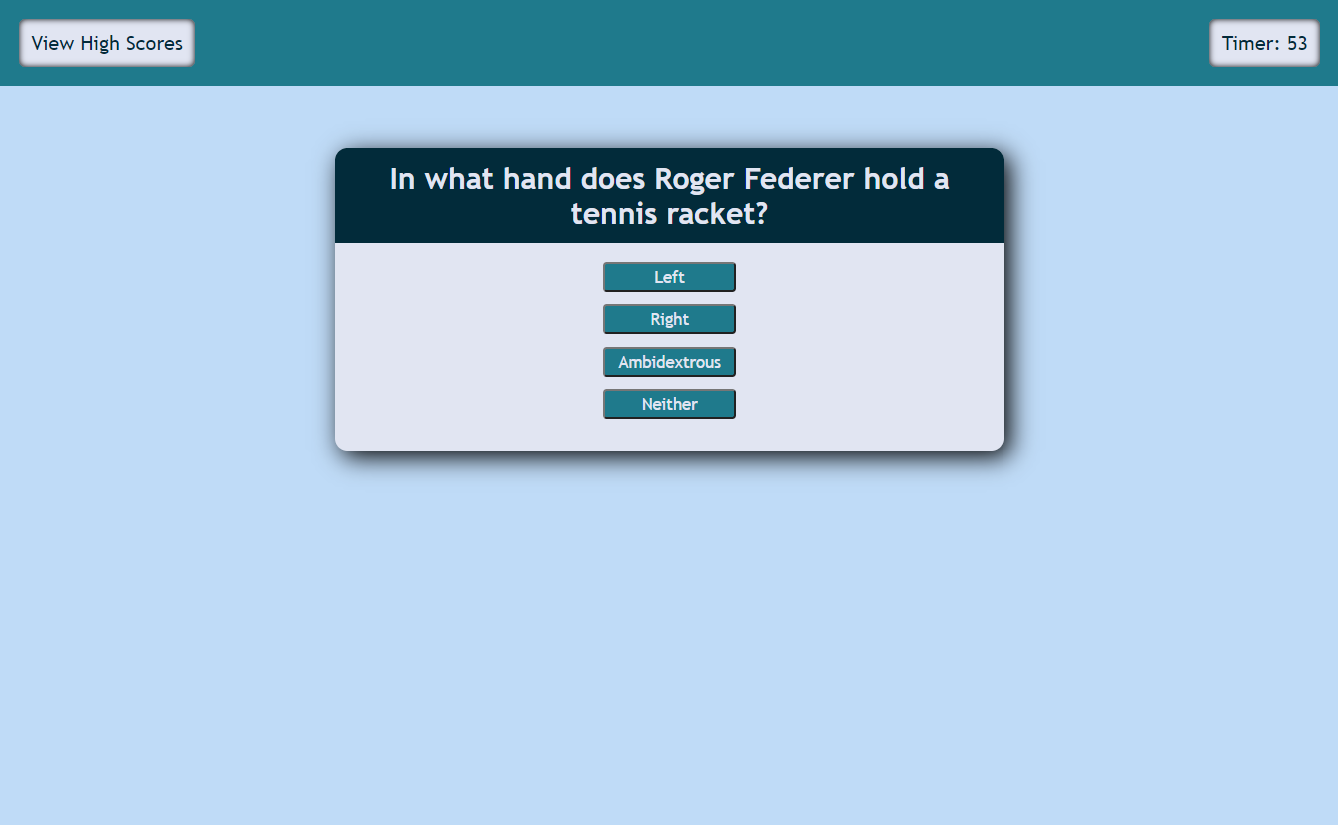 View High Scores
Timer: 53
In what hand does Roger Federer hold a
tennis racket?
Left
Right
Ambidextrous
Neither